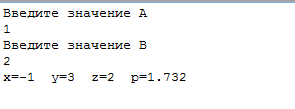 Введите значение А
1
Введите значение В
2
x=-1  y=3  z=2  p=1.732